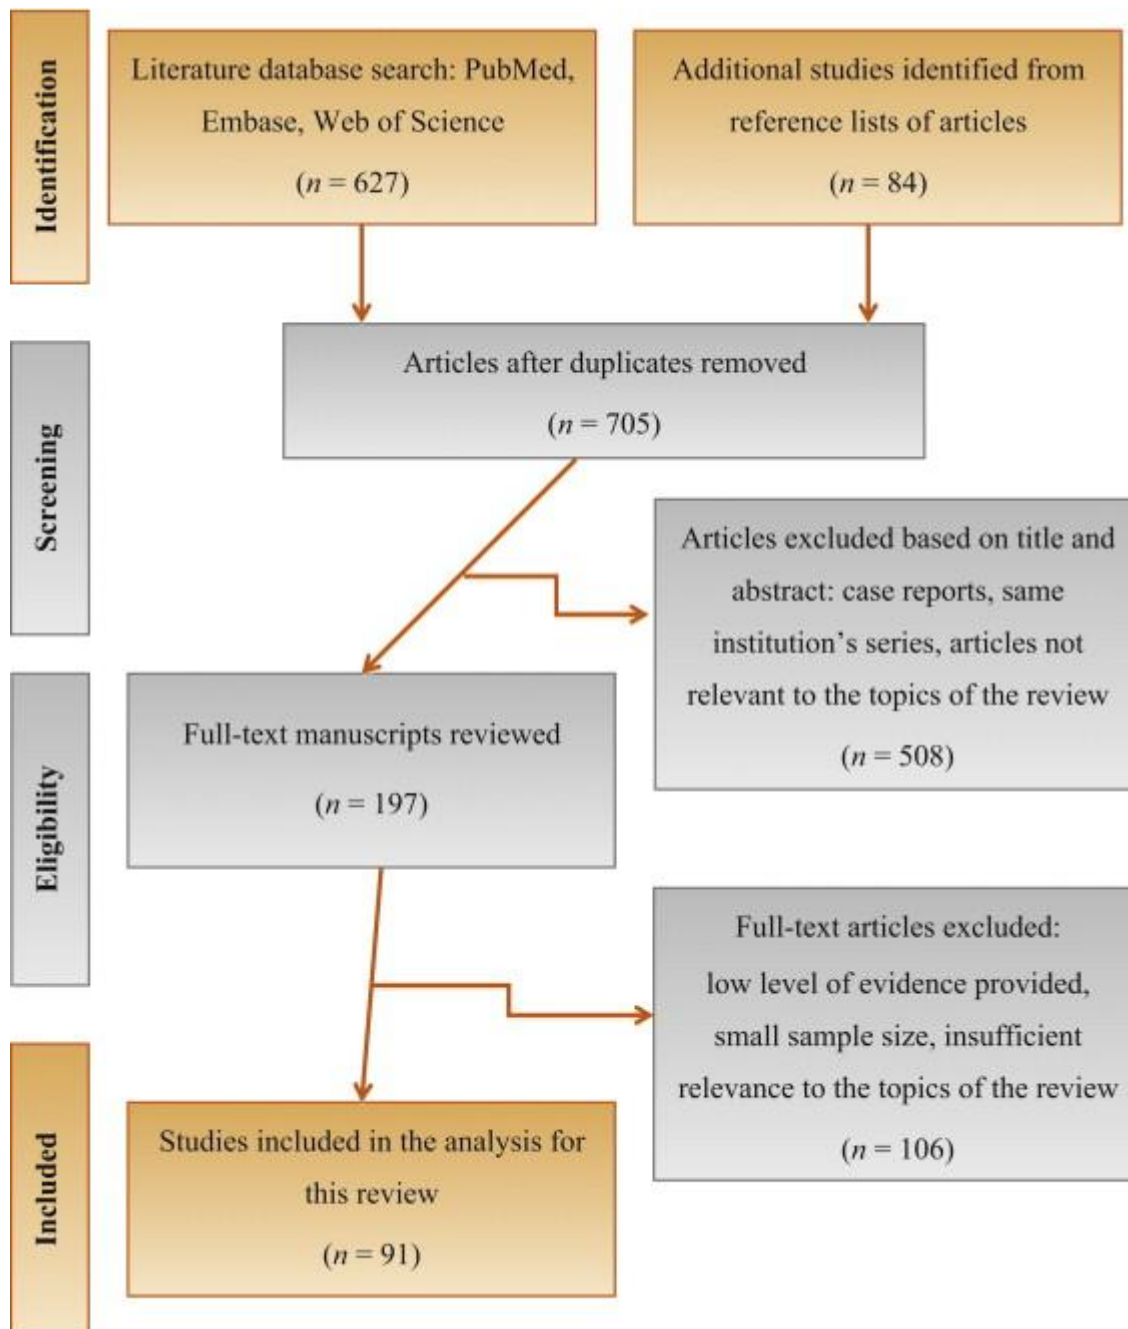 Identification
Literature database search: PubMed,
Embase, Web of Science
(n = 627)
Additional studies identified from
reference lists of articles
(n = 84)
Screening
Articles after duplicates removed
(n = 705)
Articles excluded based on title and
abstract: case reports, same
institution’s series, articles not
relevant to the topics of the review
(n = 508)
Eligibility
Full-text manuscripts reviewed
(n = 197)
Full-text articles excluded:
low level of evidence provided,
small sample size, insufficient
relevance to the topics of the review
(n = 106)
Included
Studies included in the analysis for
this review
(n = 91)